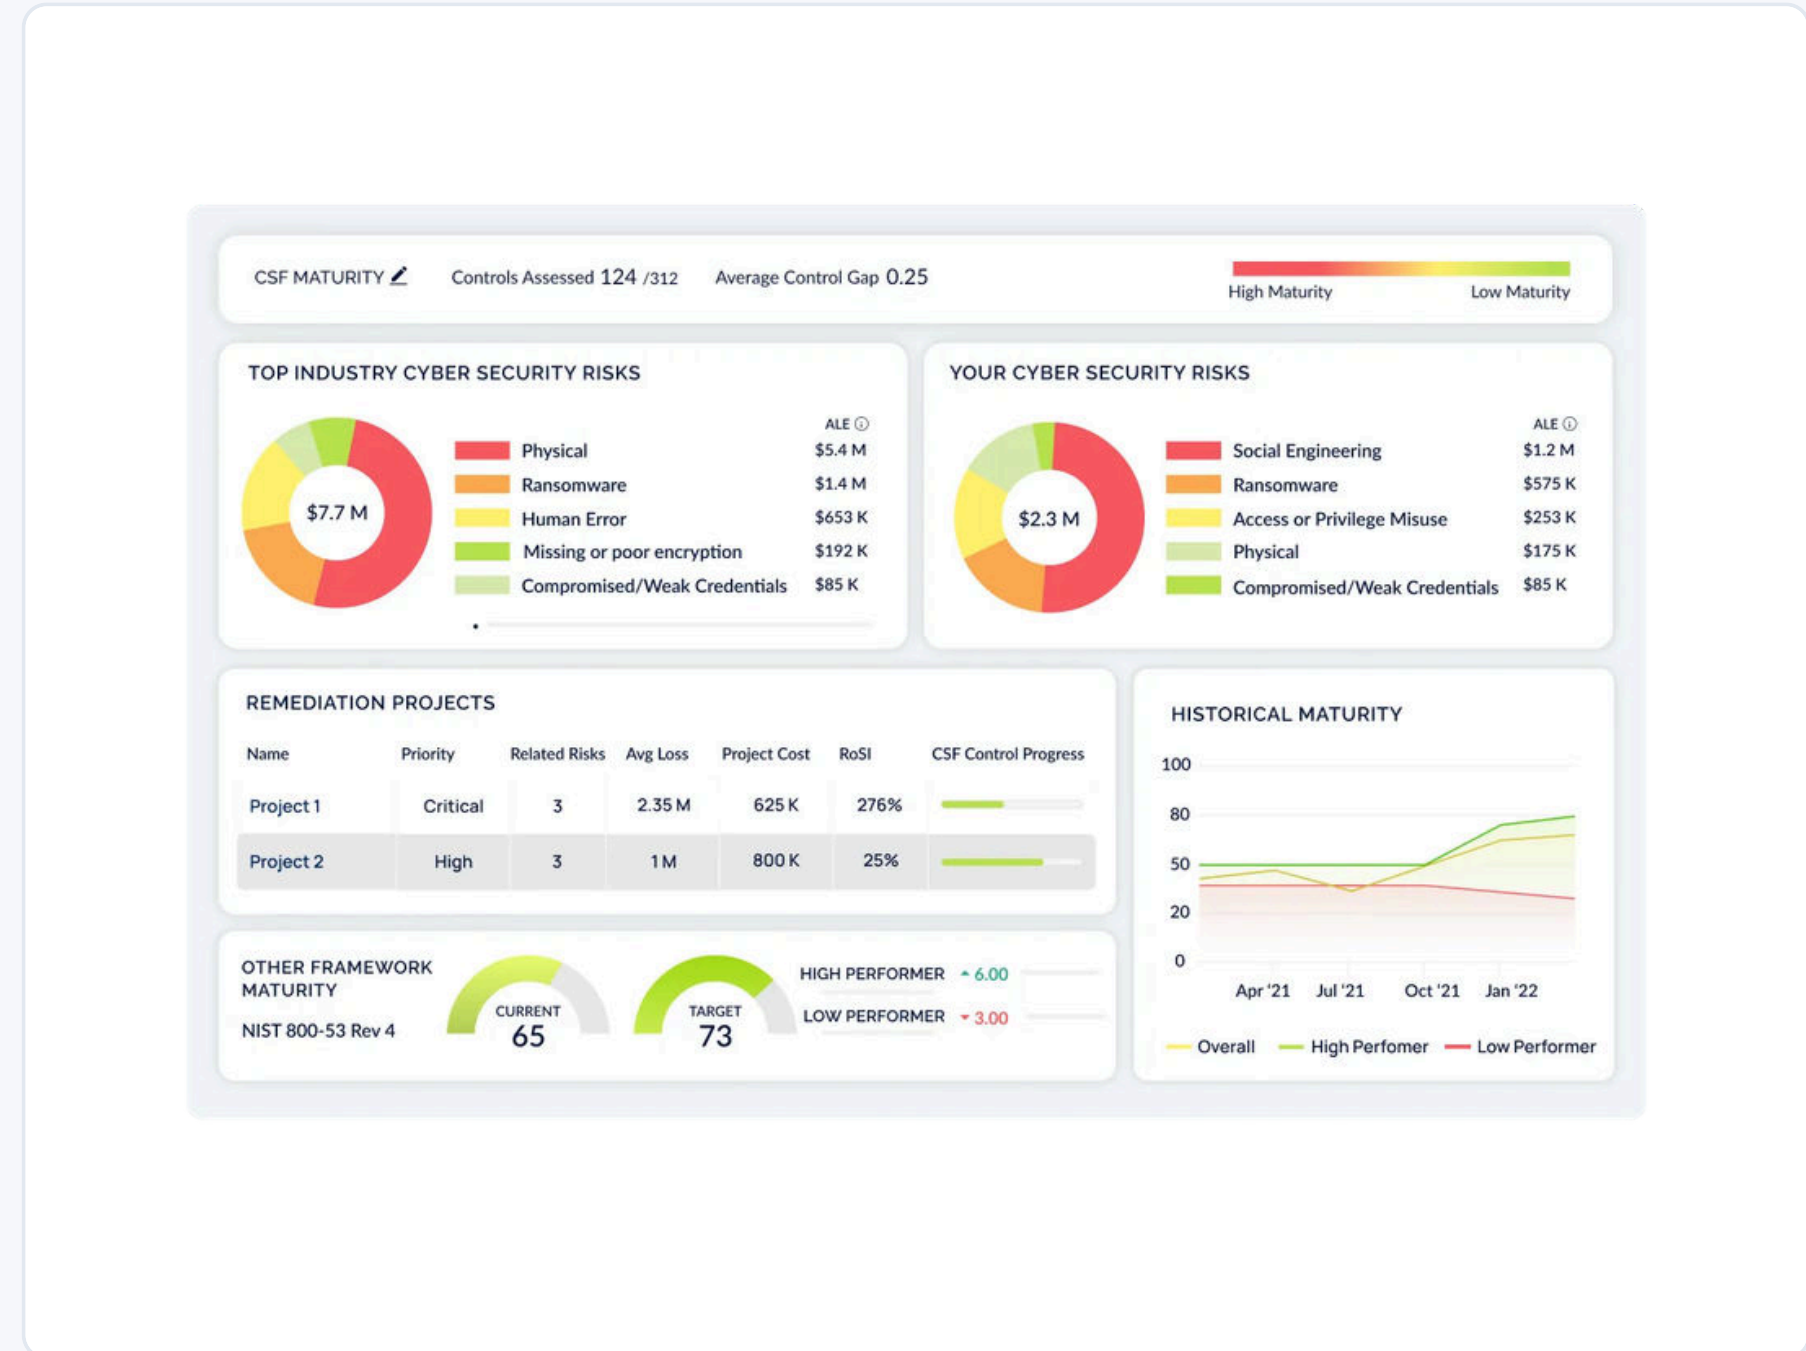 CSF MATURITY Controls Assessed 124 /312 Average Control Gap 0.25
High Maturity Low Maturity
TOP INDUSTRY CYBER SECURITY RISKS
ALE
$7.7 M
Physical $5.4 M
Ransomware $1.4 M
Human Error $653 K
Missing or poor encryption $192 K
Compromised/Weak Credentials $85 K
YOUR CYBER SECURITY RISKS
ALE
$2.3 M
Social Engineering $1.2 M
Ransomware $575 K
Access or Privilege Misuse $253 K
Physical $175 K
Compromised/Weak Credentials $85 K
REMEDIATION PROJECTS
Name Priority Related Risks Avg Loss Project Cost RoSI CSF Control Progress
Project 1 Critical 3 2.35 M 625 K 276%
Project 2 High 3 1 M 800 K 25%
HISTORICAL MATURITY
100
80
50
20
0
Apr '21 Jul '21 Oct '21 Jan '22
Overall High Perfomer Low Performer
OTHER FRAMEWORK
MATURITY
NIST 800-53 Rev 4
CURRENT
65
TARGET
73
HIGH PERFORMER 6.00
LOW PERFORMER 3.00